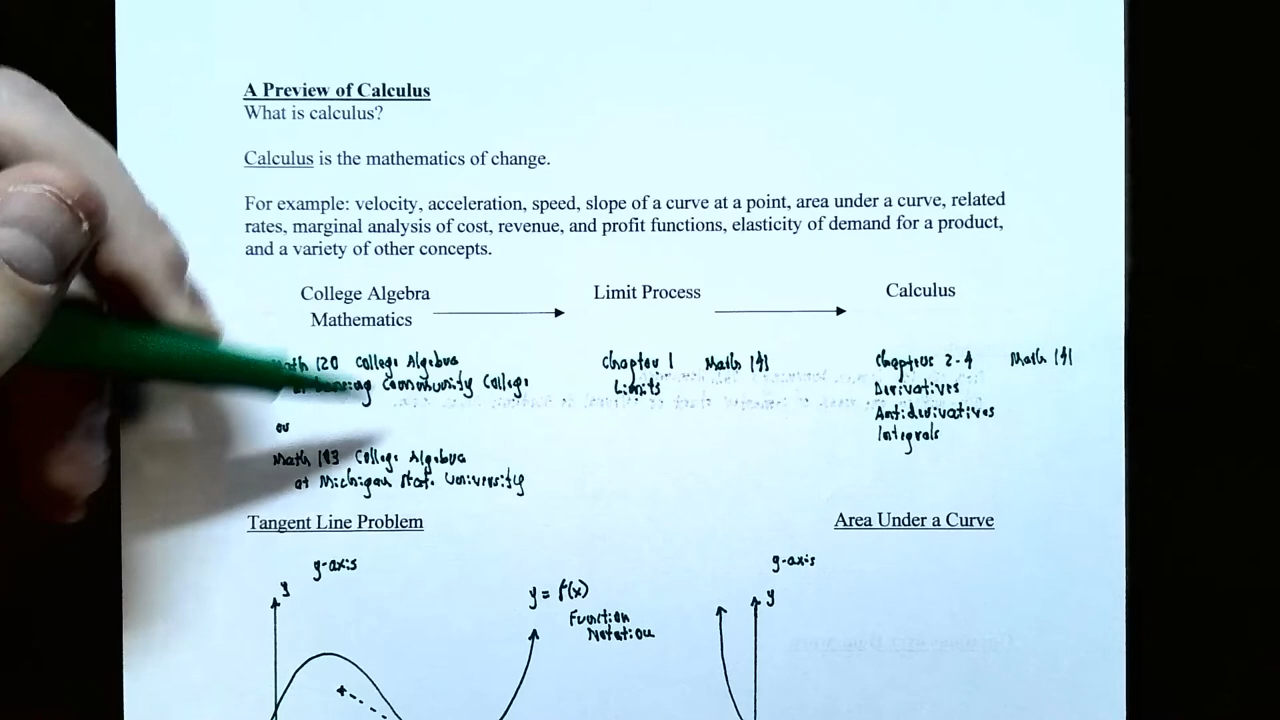 A Preview of Calculus
What is calculus?
Calculus is the mathematics of change.
For example: velocity, acceleration, speed, slope of a curve at a point, area under a curve, related
rates, marginal analysis of cost, revenue, and profit functions, elasticity of demand for a product,
and a variety of other concepts.
College Algebra
Mathematics
Limit Process
Calculus
120 College Algebra
Lansing Community College
or
Math 103 College Algebra
at Michigan State University
Chapter 1 Math 141
Limits
Chapters 2-4 Math 141
Derivatives
Antiderivatives
Integrals
Tangent Line Problem
Area Under a Curve
y-axis
y
y = f(x)
Function
Notation
y-axis
y